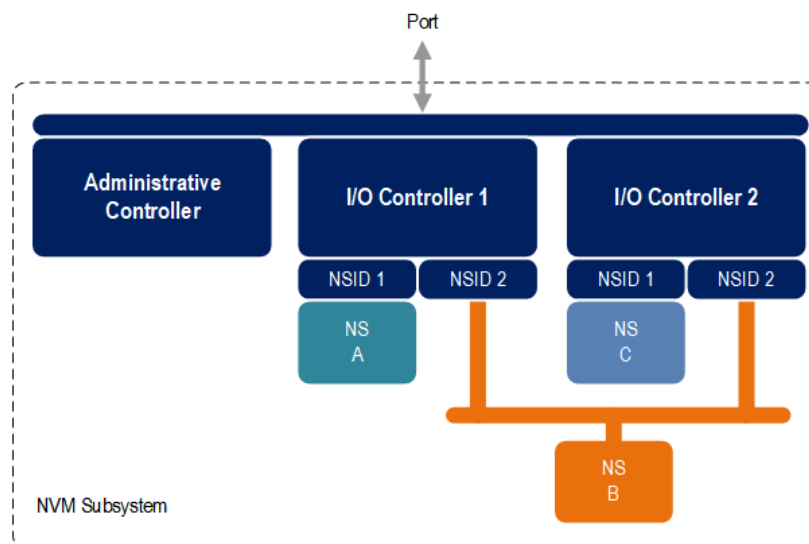 Port
Administrative
Controller
I/O Controller 1
I/O Controller 2
NSID 1
NSID 2
NSID 1
NSID 2
NS
A
NS
C
NS
B
NVM Subsystem